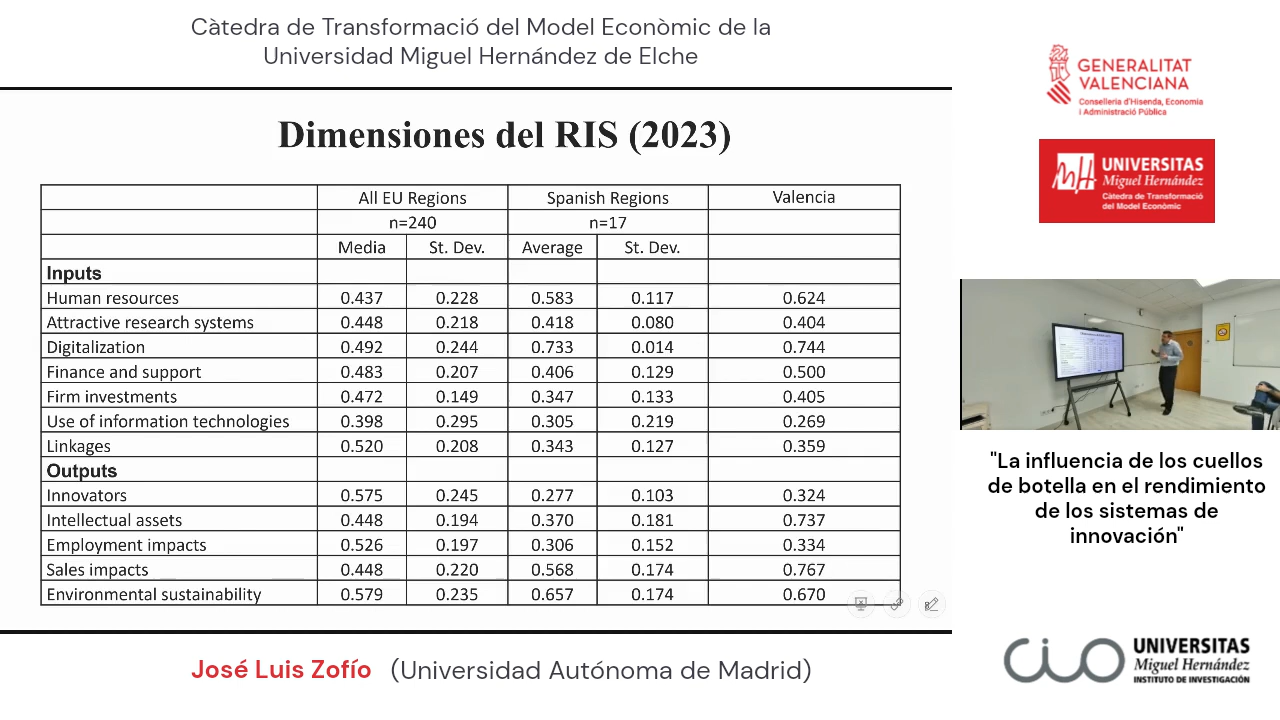 Càtedra de Transformació del Model Econòmic de la
Universidad Miguel Hernández de Elche
Dimensiones del RIS (2023)
All EU Regions Spanish Regions Valencia
n=240 n=17
Media St. Dev. Average St. Dev.
Inputs
Human resources 0.437 0.228 0.583 0.117 0.624
Attractive research systems 0.448 0.218 0.418 0.080 0.404
Digitalization 0.492 0.244 0.733 0.014 0.744
Finance and support 0.483 0.207 0.406 0.129 0.500
Firm investments 0.472 0.149 0.347 0.133 0.405
Use of information technologies 0.398 0.295 0.305 0.219 0.269
Linkages 0.520 0.208 0.343 0.127 0.359
Outputs
Innovators 0.575 0.245 0.277 0.103 0.324
Intellectual assets 0.448 0.194 0.370 0.181 0.737
Employment impacts 0.526 0.197 0.306 0.152 0.334
Sales impacts 0.448 0.220 0.568 0.174 0.767
Environmental sustainability 0.579 0.235 0.657 0.174 0.670
José Luis Zofío (Universidad Autónoma de Madrid)
GENERALITAT
VALENCIANA
Conselleria d'Hisenda, Economia
i Administració Pública
UNIVERSITAS
Miguel Hernández
Càtedra de Transformació
del Model Econòmic
"La influencia de los cuellos
de botella en el rendimiento
de los sistemas de
innovación"
CIO
UNIVERSITAS
Miguel Hernández
INSTITUTO DE INVESTIGACIÓN